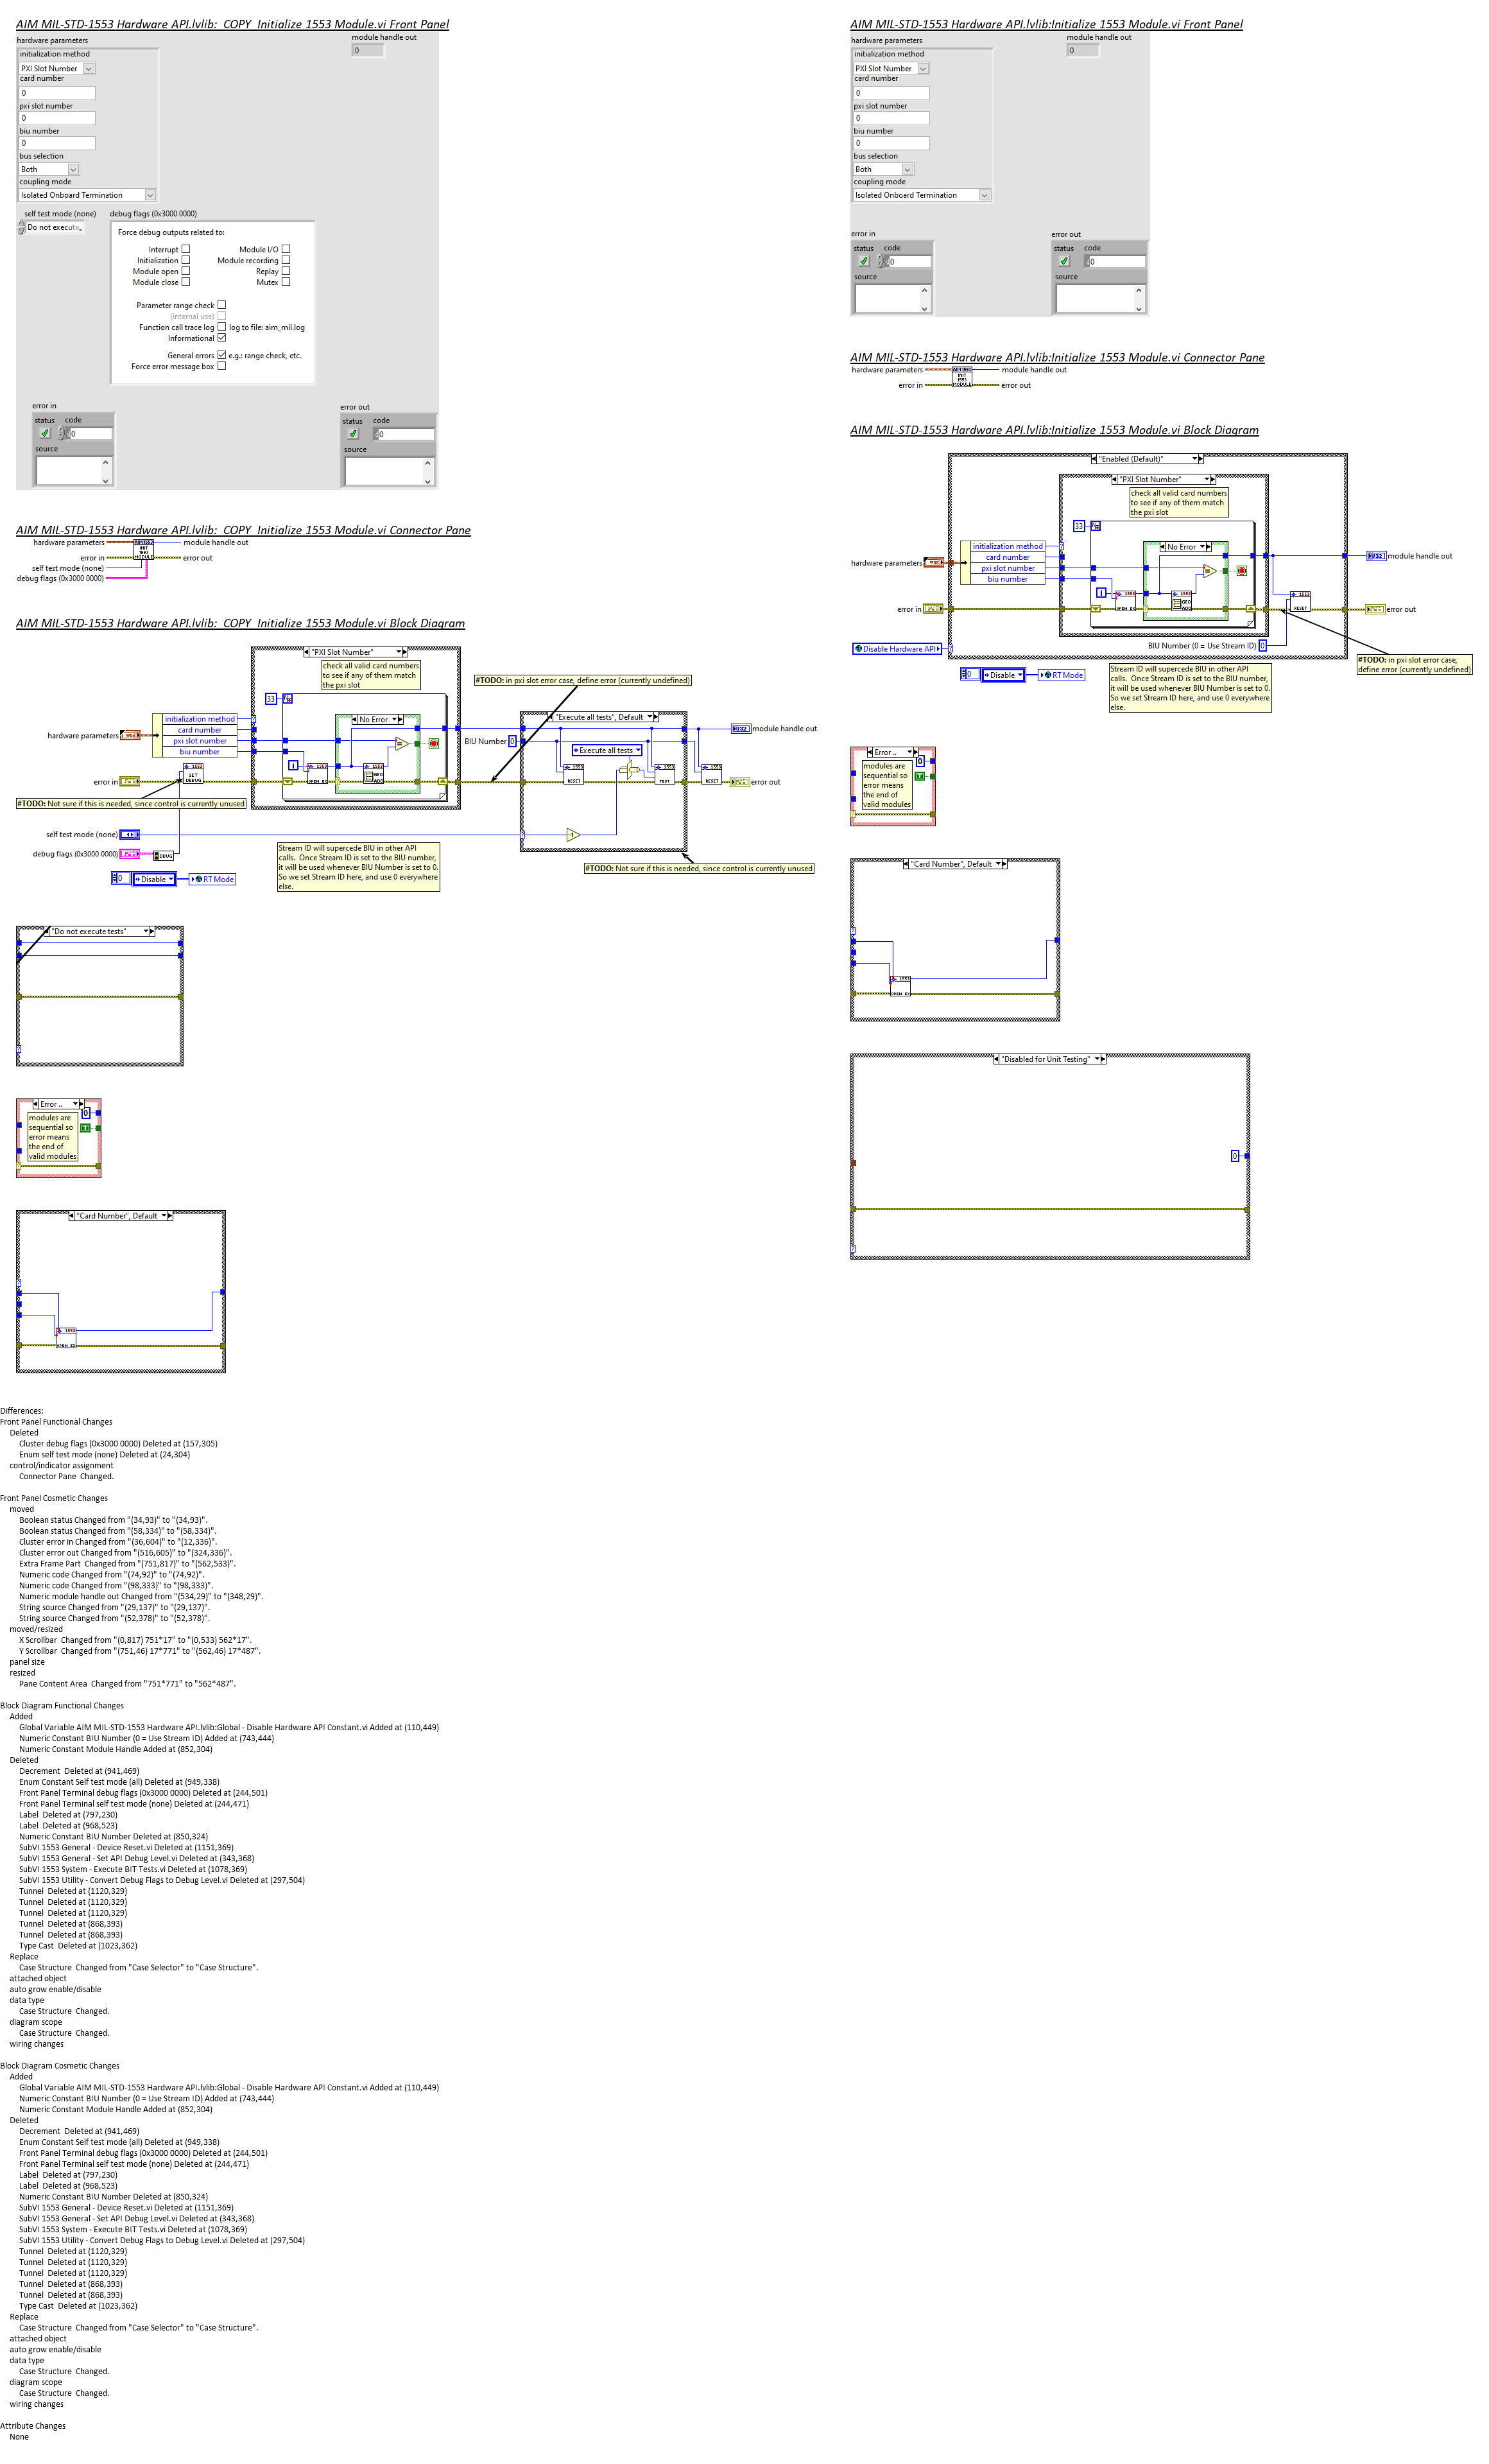 AIM MIL-STD-1553 Hardware API.lvlib:  COPY  Initialize 1553 Module.vi Front Panel
hardware parameters
module handle out
0
initialization method
PXI Slot Number
card number
0
pxi slot number
0
biu number
0
bus selection
Both
coupling mode
Isolated Onboard Termination
self test mode (none)
Do not execute
debug flags (0x3000 0000)
Force debug outputs related to:
Interrupt
Module I/O
Initialization
Module recording
Module open
Replay
Module close
Mutex
Parameter range check
(internal use)
Function call trace log
log to file: aim_mil.log
Informational
General errors
e.g.: range check, etc.
Force error message box
error in
status
code
0
source
error out
status
code
0
source
AIM MIL-STD-1553 Hardware API.lvlib:  COPY  Initialize 1553 Module.vi Connector Pane
hardware parameters
module handle out
error in
error out
self test mode (none)
debug flags (0x3000 0000)
INIT
1553
MODULE
AIM MIL-STD-1553 Hardware API.lvlib:  COPY  Initialize 1553 Module.vi Block Diagram
"PXI Slot Number"
check all valid card numbers
to see if any of them match
the pxi slot
#TODO: in pxi slot error case, define error (currently undefined)
33
No Error
"Execute all tests", Default
initialization method
card number
pxi slot number
biu number
hardware parameters
BIU Number
0
Execute all tests
U32
module handle out
i
1553
OPEN_EX
GEO
ADD
1553
SET
DEBUG
1553
RESET
1553
TEST
1553
RESET
error in
error out
#TODO: Not sure if this is needed, since control is currently unused
self test mode (none)
-1
debug flags (0x3000 0000)
DEBUG
Stream ID will supercede BIU in other API
calls.  Once Stream ID is set to the BIU number,
it will be used whenever BIU Number is set to 0.
So we set Stream ID here, and use 0 everywhere
else.
#TODO: Not sure if this is needed, since control is currently unused
0
Disable
RT Mode
"Do not execute tests"
Error ..
modules are
sequential so
error means
the end of
valid modules
0
T
"Card Number", Default
1553
OPEN_EX
AIM MIL-STD-1553 Hardware API.lvlib:Initialize 1553 Module.vi Front Panel
hardware parameters
module handle out
0
initialization method
PXI Slot Number
card number
0
pxi slot number
0
biu number
0
bus selection
Both
coupling mode
Isolated Onboard Termination
error in
status
code
0
source
error out
status
code
0
source
AIM MIL-STD-1553 Hardware API.lvlib:Initialize 1553 Module.vi Connector Pane
hardware parameters
module handle out
error in
error out
INIT
1553
MODULE
AIM MIL-STD-1553 Hardware API.lvlib:Initialize 1553 Module.vi Block Diagram
"Enabled (Default)"
"PXI Slot Number"
check all valid card numbers
to see if any of them match
the pxi slot
33
No Error
initialization method
card number
pxi slot number
biu number
hardware parameters
U32
module handle out
i
1553
OPEN_EX
GEO
ADD
1553
RESET
error in
error out
Disable Hardware API
BIU Number (0 = Use Stream ID)
0
#TODO: in pxi slot error case,
define error (currently undefined)
0
Disable
RT Mode
Stream ID will supercede BIU in other API
calls.  Once Stream ID is set to the BIU number,
it will be used whenever BIU Number is set to 0.
So we set Stream ID here, and use 0 everywhere
else.
Error ..
modules are
sequential so
error means
the end of
valid modules
0
T
"Card Number", Default
1553
OPEN_EX
"Disabled for Unit Testing"
0
Differences:
Front Panel Functional Changes
Deleted
Cluster debug flags (0x3000 0000) Deleted at (157,305)
Enum self test mode (none) Deleted at (24,304)
control/indicator assignment
Connector Pane  Changed.
Front Panel Cosmetic Changes
moved
Boolean status Changed from "(34,93)" to "(34,93)".
Boolean status Changed from "(58,334)" to "(58,334)".
Cluster error in Changed from "(36,604)" to "(12,336)".
Cluster error out Changed from "(516,605)" to "(324,336)".
Extra Frame Part  Changed from "(751,817)" to "(562,533)".
Numeric code Changed from "(74,92)" to "(74,92)".
Numeric code Changed from "(98,333)" to "(98,333)".
Numeric module handle out Changed from "(534,29)" to "(348,29)".
String source Changed from "(29,137)" to "(29,137)".
String source Changed from "(52,378)" to "(52,378)".
moved/resized
X Scrollbar  Changed from "(0,817) 751*17" to "(0,533) 562*17".
Y Scrollbar  Changed from "(751,46) 17*771" to "(562,46) 17*487".
panel size
resized
Pane Content Area  Changed from "751*771" to "562*487".
Block Diagram Functional Changes
Added
Global Variable AIM MIL-STD-1553 Hardware API.lvlib:Global - Disable Hardware API Constant.vi Added at (110,449)
Numeric Constant BIU Number (0 = Use Stream ID) Added at (743,444)
Numeric Constant Module Handle Added at (852,304)
Deleted
Decrement  Deleted at (941,469)
Enum Constant Self test mode (all) Deleted at (949,338)
Front Panel Terminal debug flags (0x3000 0000) Deleted at (244,501)
Front Panel Terminal self test mode (none) Deleted at (244,471)
Label  Deleted at (797,230)
Label  Deleted at (968,523)
Numeric Constant BIU Number Deleted at (850,324)
SubVI 1553 General - Device Reset.vi Deleted at (1151,369)
SubVI 1553 General - Set API Debug Level.vi Deleted at (343,368)
SubVI 1553 System - Execute BIT Tests.vi Deleted at (1078,369)
SubVI 1553 Utility - Convert Debug Flags to Debug Level.vi Deleted at (297,504)
Tunnel  Deleted at (1120,329)
Tunnel  Deleted at (1120,329)
Tunnel  Deleted at (1120,329)
Tunnel  Deleted at (868,393)
Tunnel  Deleted at (868,393)
Type Cast  Deleted at (1023,362)
Replace
Case Structure  Changed from "Case Selector" to "Case Structure".
attached object
auto grow enable/disable
data type
Case Structure  Changed.
diagram scope
Case Structure  Changed.
wiring changes
Block Diagram Cosmetic Changes
Added
Global Variable AIM MIL-STD-1553 Hardware API.lvlib:Global - Disable Hardware API Constant.vi Added at (110,449)
Numeric Constant BIU Number (0 = Use Stream ID) Added at (743,444)
Numeric Constant Module Handle Added at (852,304)
Deleted
Decrement  Deleted at (941,469)
Enum Constant Self test mode (all) Deleted at (949,338)
Front Panel Terminal debug flags (0x3000 0000) Deleted at (244,501)
Front Panel Terminal self test mode (none) Deleted at (244,471)
Label  Deleted at (797,230)
Label  Deleted at (968,523)
Numeric Constant BIU Number Deleted at (850,324)
SubVI 1553 General - Device Reset.vi Deleted at (1151,369)
SubVI 1553 General - Set API Debug Level.vi Deleted at (343,368)
SubVI 1553 System - Execute BIT Tests.vi Deleted at (1078,369)
SubVI 1553 Utility - Convert Debug Flags to Debug Level.vi Deleted at (297,504)
Tunnel  Deleted at (1120,329)
Tunnel  Deleted at (1120,329)
Tunnel  Deleted at (1120,329)
Tunnel  Deleted at (868,393)
Tunnel  Deleted at (868,393)
Type Cast  Deleted at (1023,362)
Replace
Case Structure  Changed from "Case Selector" to "Case Structure".
attached object
auto grow enable/disable
data type
Case Structure  Changed.
diagram scope
Case Structure  Changed.
wiring changes
Attribute Changes
None